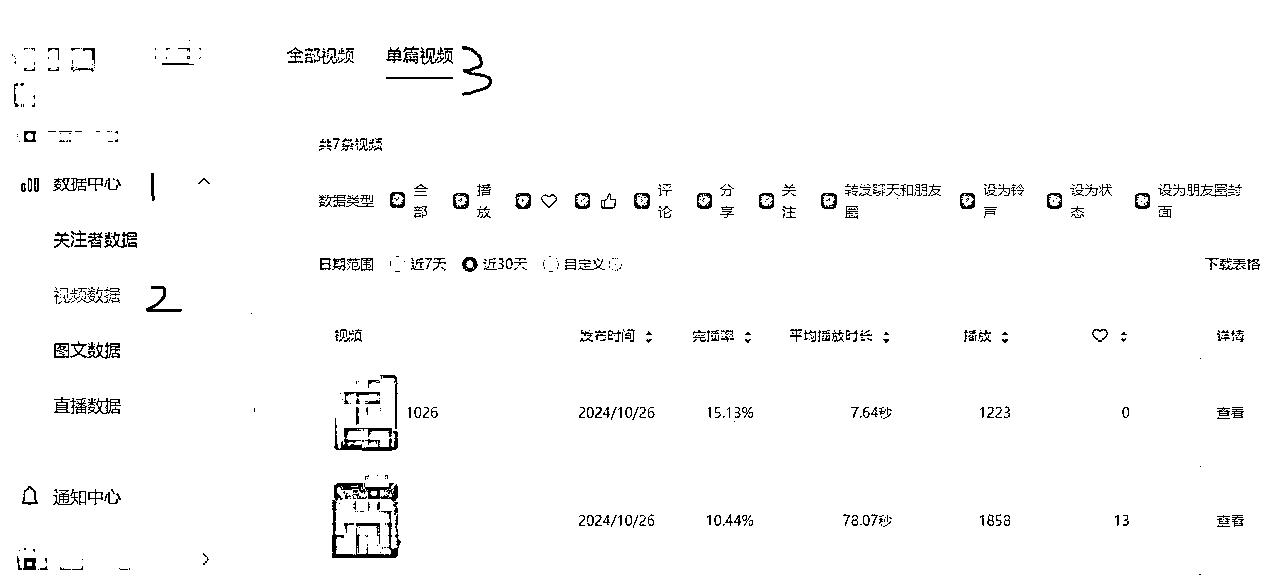 全部视频 单篇视频 3
共7条视频
数据中心 1
数据类型 全部 播放 评论 分享 关注 转发聊天和朋友圈 设为铃声 设为状态 设为朋友圈封面
关注者数据
日期范围 近7天 近30天 自定义 下载表格
视频数据 2
视频 发布时间 完播率 平均播放时长 播放 详情
图文数据
直播数据
1026 2024/10/26 15.13% 7.64秒 1223 0 查看
通知中心
2024/10/26 10.44% 78.07秒 1858 13 查看